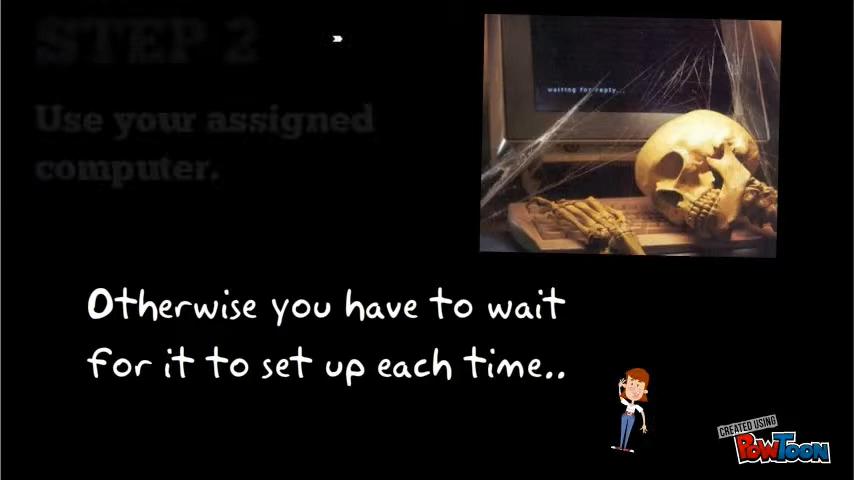 STEP 2
Use your assigned
computer.
waiting for reply...
Otherwise you have to wait
for it to set up each time..
CREATED USING
POWTOON